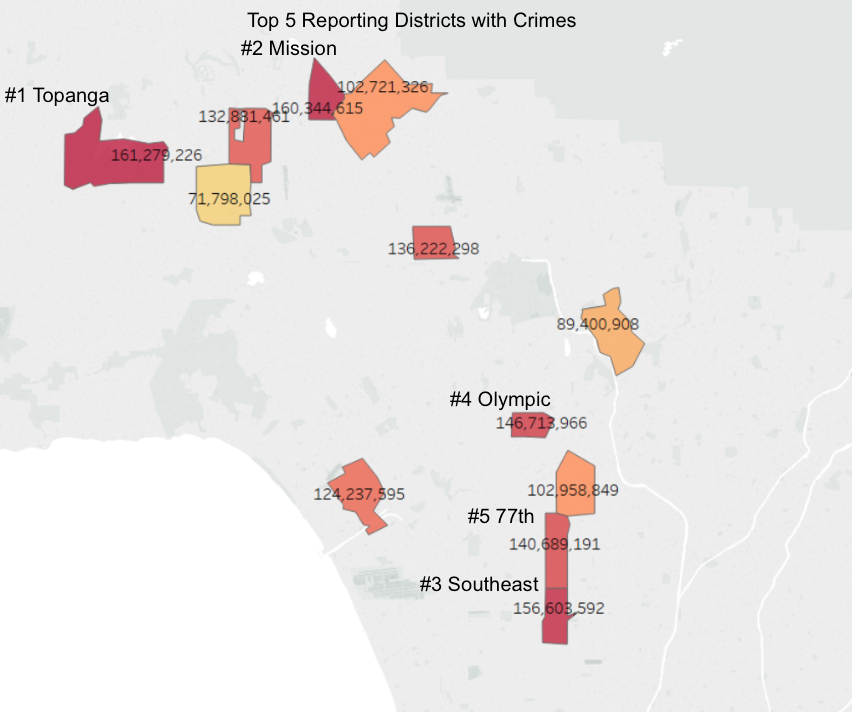 Top 5 Reporting Districts with Crimes
#2 Mission
102,721,326
#1 Topanga
160,344,615
132,831,461
161,279,226
71,798,025
136,222,298
89,400,908
#4 Olympic
146,713,966
102,958,849
124,237,595
#5 77th
140,689,191
#3 Southeast
156,603,592